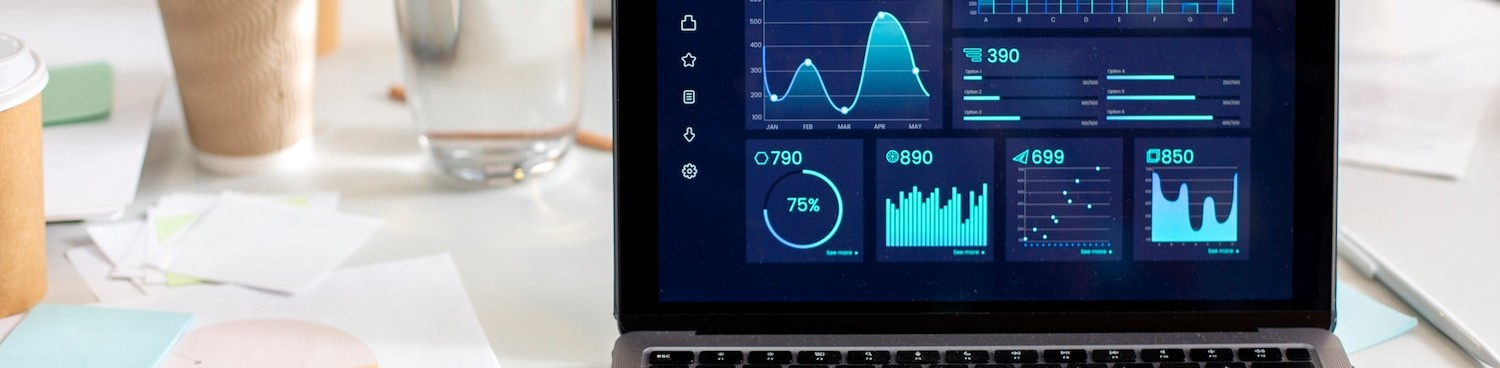 500
400
300
200
100
JAN FEB MAR APR MAY
A B C D E F G H
390
Option 1
Option 2
Option 3
Option 4
Option 5
Option 6
790
75%
See more
890
See more
699
See more
850
See more
esc